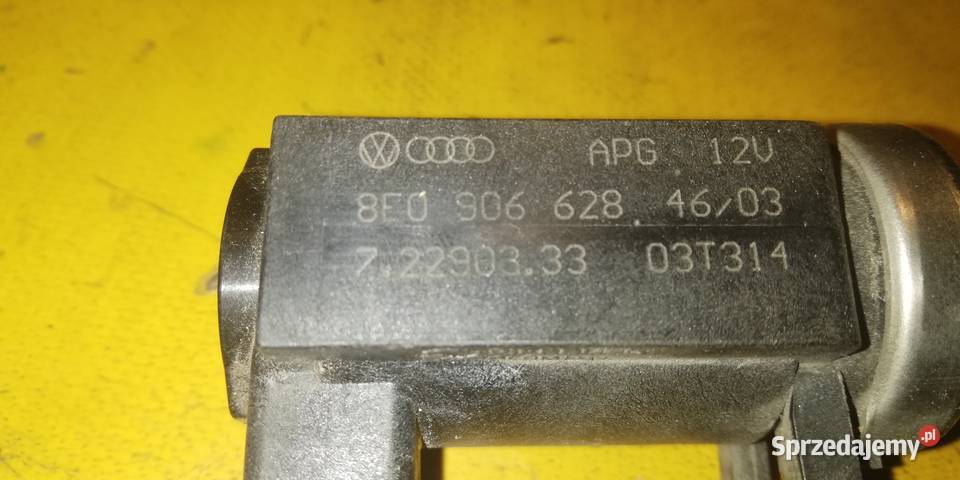 APG 12V
8E0 906 628 46/03
7.22903.33 03T314
Sprzedajemy.pl